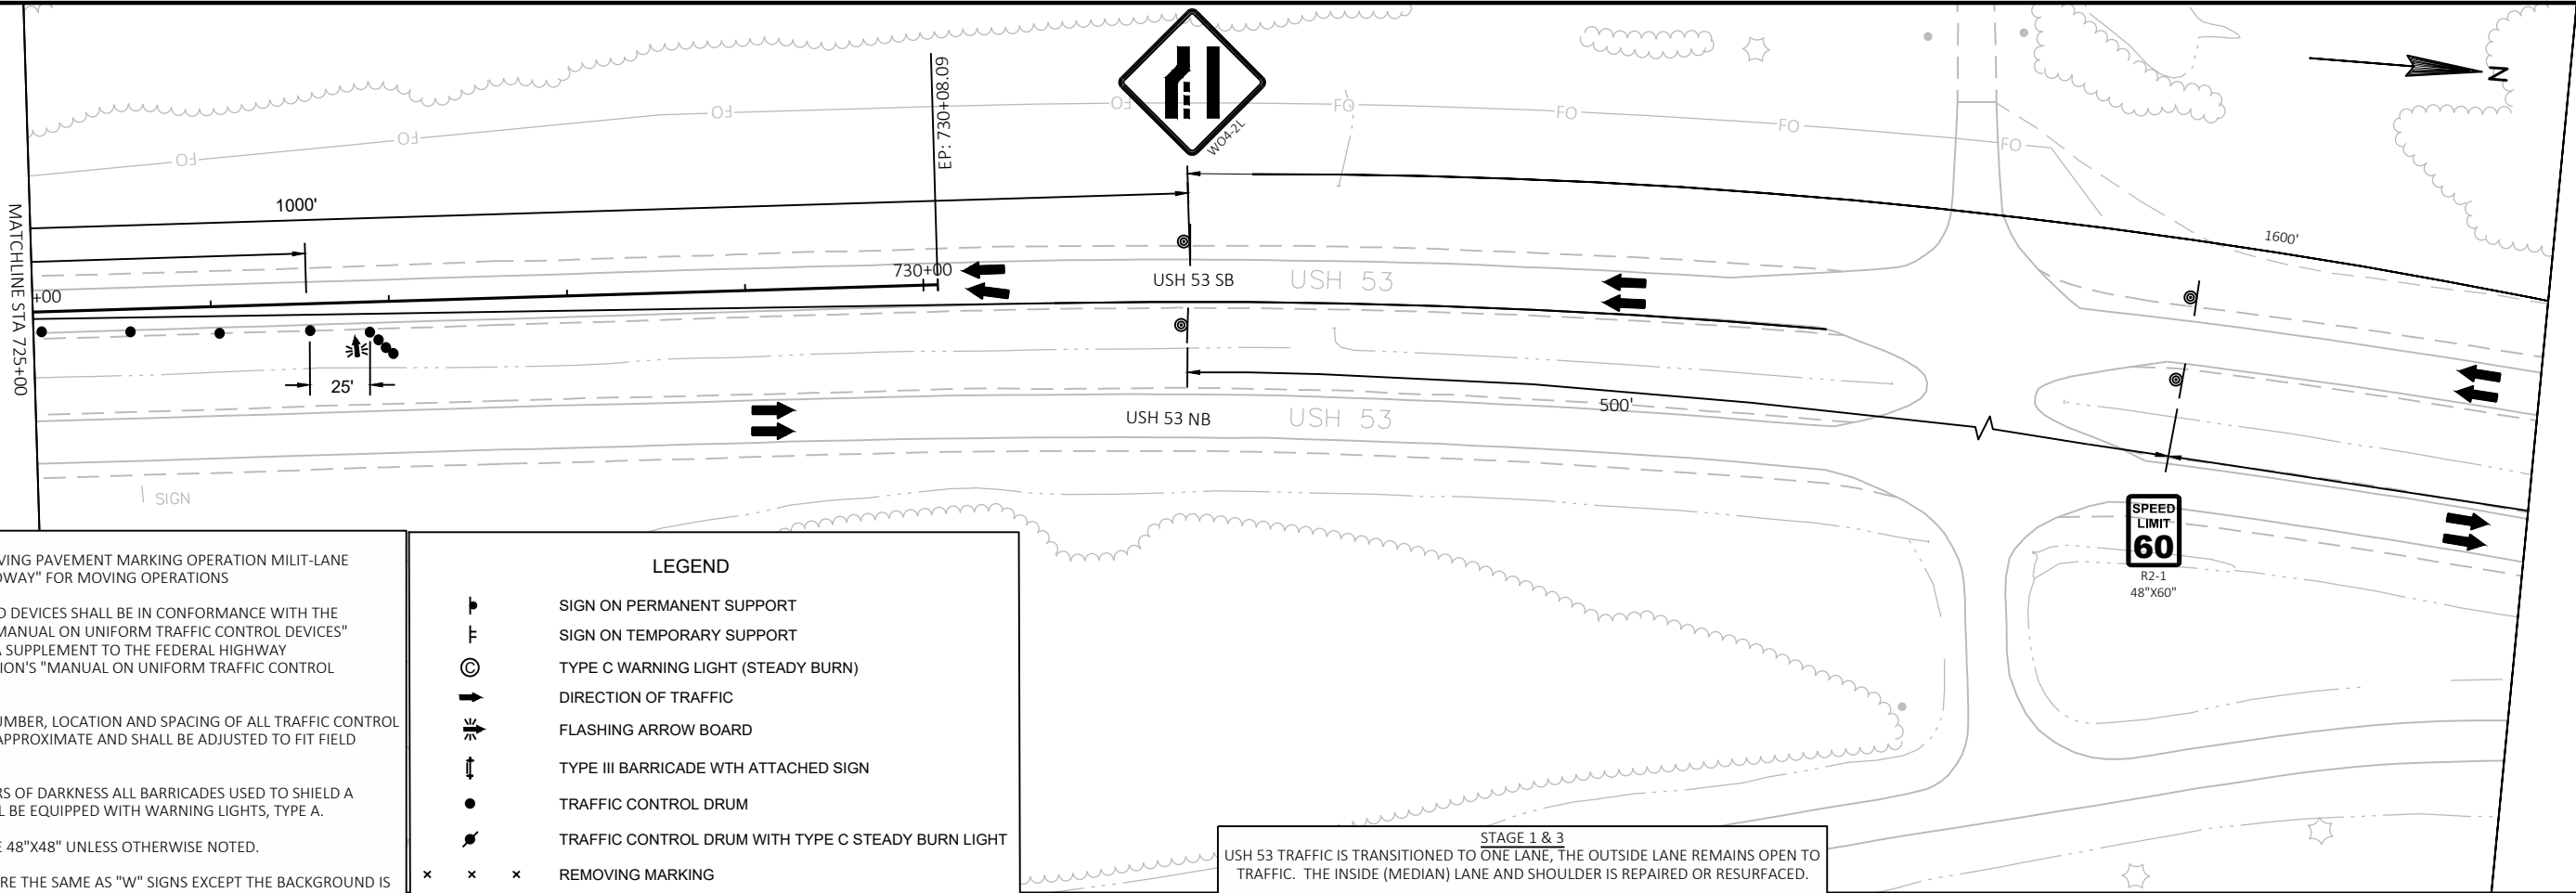 EP: 730+08.09
WO4-2L
N
FO
FO
FO
FO
FO
FO
FO
FO
1000'
1600'
MATCHLINE STA 725+00
+00
730+00
USH 53 SB
USH 53
25'
500'
USH 53 NB
USH 53
SIGN
SPEED
LIMIT
60
R2-1
48"X60"
VING PAVEMENT MARKING OPERATION MILIT-LANE
DWAY" FOR MOVING OPERATIONS
D DEVICES SHALL BE IN CONFORMANCE WITH THE
MANUAL ON UNIFORM TRAFFIC CONTROL DEVICES"
A SUPPLEMENT TO THE FEDERAL HIGHWAY
ION'S "MANUAL ON UNIFORM TRAFFIC CONTROL
UMBER, LOCATION AND SPACING OF ALL TRAFFIC CONTROL
APPROXIMATE AND SHALL BE ADJUSTED TO FIT FIELD
RS OF DARKNESS ALL BARRICADES USED TO SHIELD A
L BE EQUIPPED WITH WARNING LIGHTS, TYPE A.
E 48"X48" UNLESS OTHERWISE NOTED.
RE THE SAME AS "W" SIGNS EXCEPT THE BACKGROUND IS
LEGEND
SIGN ON PERMANENT SUPPORT
SIGN ON TEMPORARY SUPPORT
C TYPE C WARNING LIGHT (STEADY BURN)
DIRECTION OF TRAFFIC
FLASHING ARROW BOARD
TYPE III BARRICADE WTH ATTACHED SIGN
TRAFFIC CONTROL DRUM
TRAFFIC CONTROL DRUM WITH TYPE C STEADY BURN LIGHT
x x x REMOVING MARKING
STAGE 1 & 3
USH 53 TRAFFIC IS TRANSITIONED TO ONE LANE, THE OUTSIDE LANE REMAINS OPEN TO
TRAFFIC. THE INSIDE (MEDIAN) LANE AND SHOULDER IS REPAIRED OR RESURFACED.